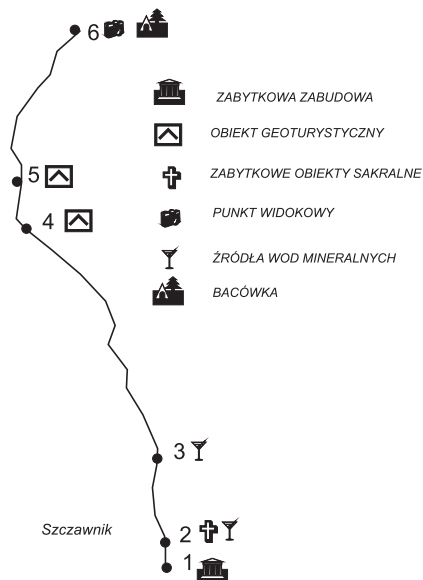 6
ZABYTKOWA ZABUDOWA
OBIEKT GEOTURYSTYCZNY
5
ZABYTKOWE OBIEKTY SAKRALNE
4
PUNKT WIDOKOWY
ŹRÓDŁA WOD MINERALNYCH
BACÓWKA
3
Szczawnik
2
1